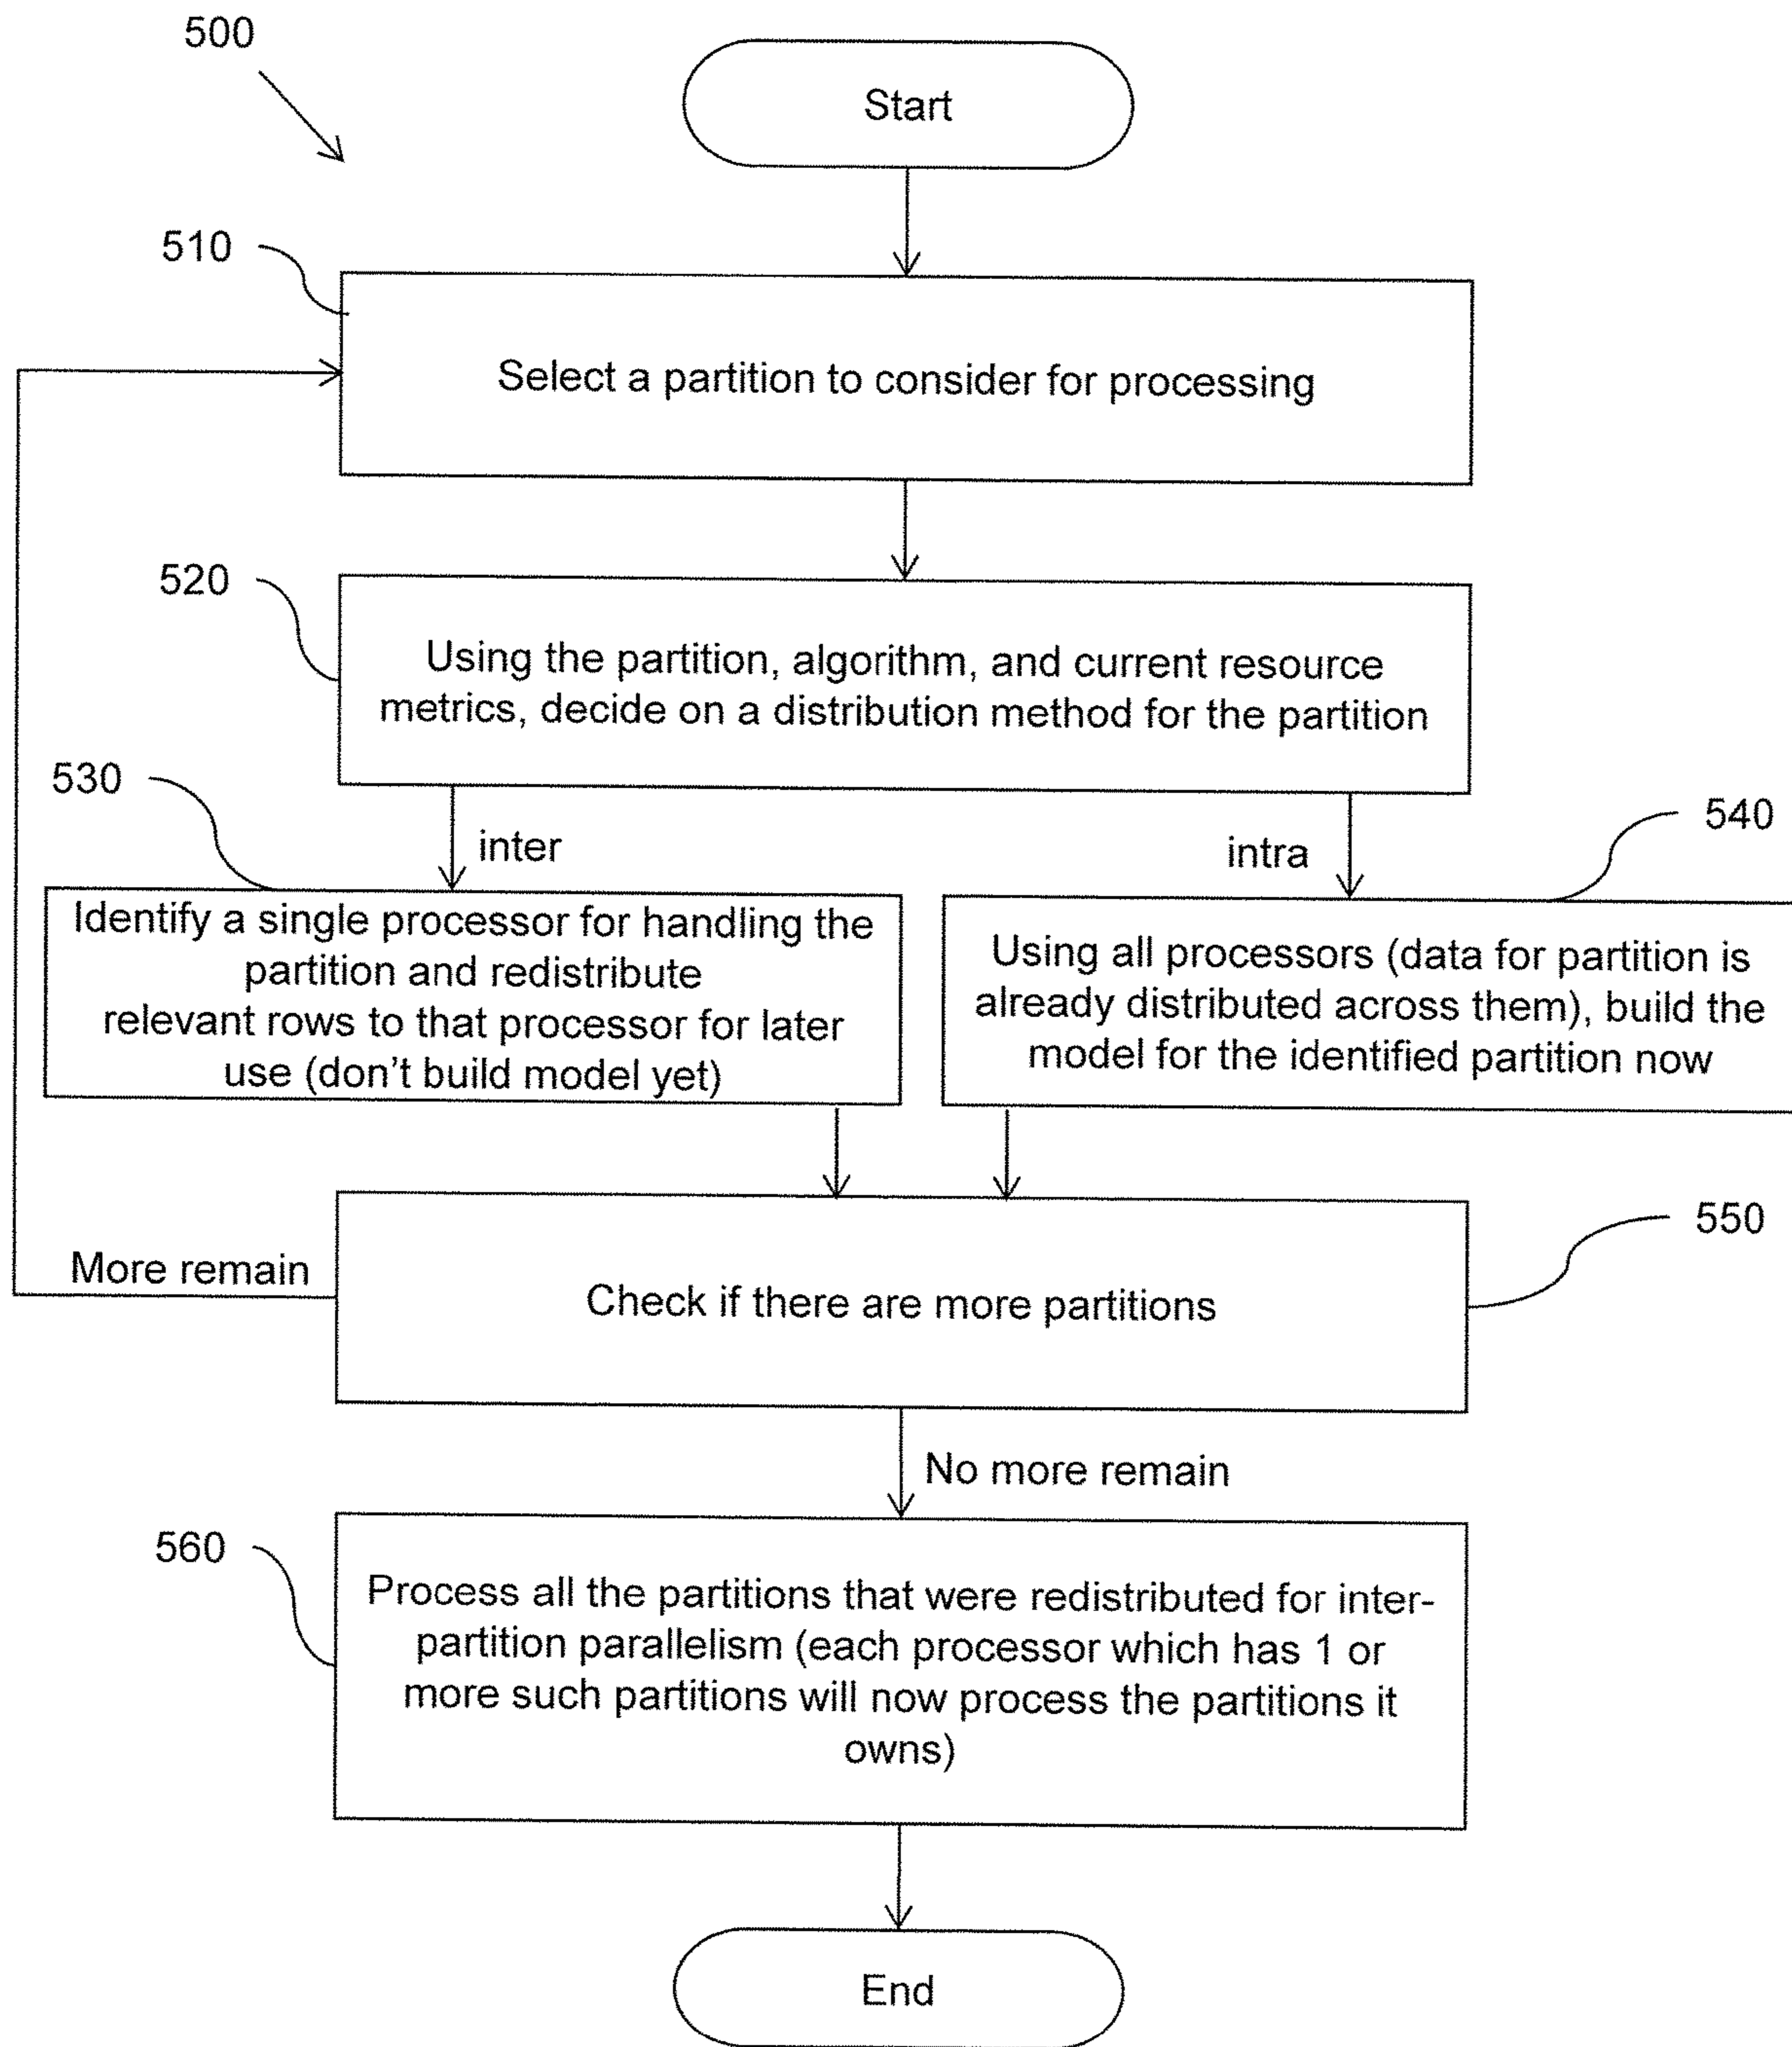 500
Start
510
Select a partition to consider for processing
520
Using the partition, algorithm, and current resource
metrics, decide on a distribution method for the partition
530
inter
intra
540
Identify a single processor for handling the
partition and redistribute
relevant rows to that processor for later
use (don't build model yet)
Using all processors (data for partition is
already distributed across them), build the
model for the identified partition now
550
More remain
Check if there are more partitions
No more remain
560
Process all the partitions that were redistributed for inter-
partition parallelism (each processor which has 1 or
more such partitions will now process the partitions it
owns)
End